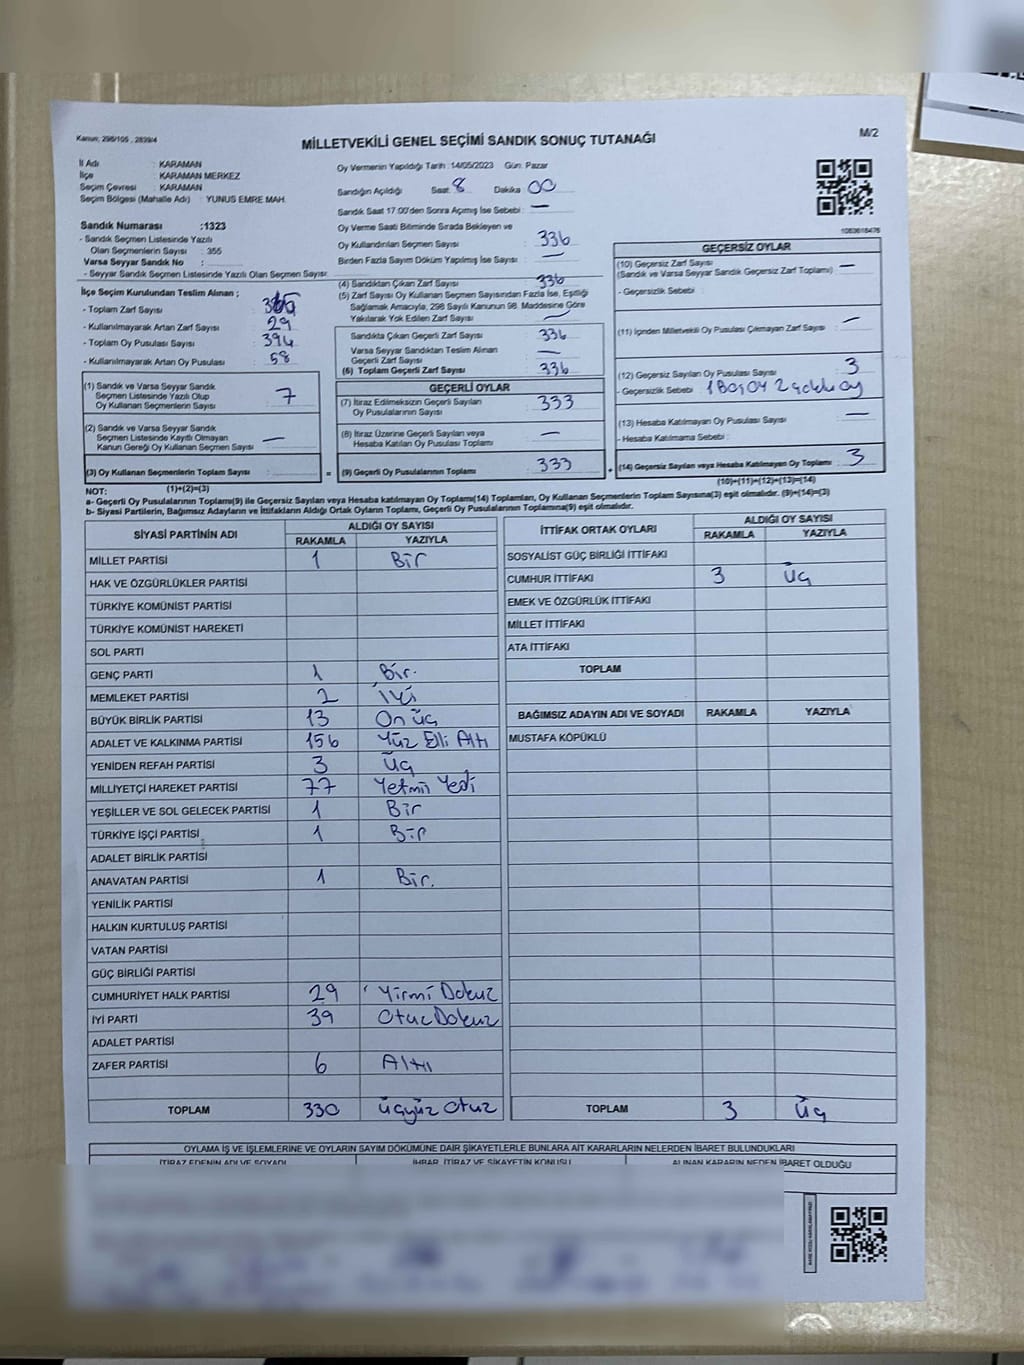 Kanun: 298/105 , 2839/4
MİLLETVEKİLİ GENEL SEÇİMİ SANDIK SONUÇ TUTANAĞI
M/2
İl Adı : KARAMAN
İlçe : KARAMAN MERKEZ
Seçim Çevresi : KARAMAN
Seçim Bölgesi (Mahalle Adı) : YUNUS EMRE MAH.
Sandık Numarası :1323
- Sandık Seçmen Listesinde Yazılı
Olan Seçmenlerin Sayısı : 355
Varsa Seyyar Sandık No :
- Seyyar Sandık Seçmen Listesinde Yazılı Olan Seçmen Sayısı:
Oy Vermenin Yapıldığı Tarih :14/05/2023 Gün: Pazar
Sandığın Açıldığı Saat: 8 Dakika 00
Sandık Saat 17:00'den Sonra Açımış İse Sebebi : —
Oy Verme Saati Bitiminde Sırada Bekleyen ve
Oy Kullandırılan Seçmen Sayısı : 336
Birden Fazla Sayım Döküm Yapılmış İse Sayısı : —
1083618476
İlçe Seçim Kurulundan Teslim Alınan ;
- Toplam Zarf Sayısı :
- Kullanılmayarak Artan Zarf Sayısı : 29
- Toplam Oy Pusulası Sayısı : 394
- Kullanılmayarak Artan Oy Pusulası : 58
(1) Sandık ve Varsa Seyyar Sandık
Seçmen Listesinde Yazılı Olup
Oy Kullanan Seçmenlerin Sayısı : 7
(2) Sandık ve Varsa Seyyar Sandık
Seçmen Listesinde Kayıtlı Olmayan
Kanun Gereği Oy Kullanan Seçmen Sayısı : —
(3) Oy Kullanan Seçmenlerin Toplam Sayısı :
(1)+(2)=(3)
(4) Sandıktan Çıkan Zarf Sayısı : 336
(5) Zarf Sayısı Oy Kullanan Seçmen Sayısından Fazla İse, Eşitliği
Sağlamak Amacıyla, 298 Sayılı Kanunun 98. Maddesine Göre
Yakılarak Yok Edilen Zarf Sayısı : —
Sandıkta Çıkan Geçerli Zarf Sayısı : 336
Varsa Seyyar Sandıktan Teslim Alınan
Geçerli Zarf Sayısı : —
(6) Toplam Geçerli Zarf Sayısı : 336
GEÇERLİ OYLAR
(7) İtiraz Edilmeksizin Geçerli Sayılan
Oy Pusulalarının Sayısı : 333
(8) İtiraz Üzerine Geçerli Sayılan veya
Hesaba Katılan Oy Pusulası Toplamı : —
= (9) Geçerli Oy Pusulalarının Toplamı : 333
GEÇERSİZ OYLAR
(10) Geçersiz Zarf Sayısı : —
(Sandık ve Varsa Seyyar Sandık Geçersiz Zarf Toplamı)
- Geçersizlik Sebebi :
(11) İçinden Milletvekili Oy Pusulası Çıkmayan Zarf Sayısı : —
(12) Geçersiz Sayılan Oy Pusulası Sayısı : 3
- Geçersizlik Sebebi : 1 Boş oy 2 çoklu oy
(13) Hesaba Katılmayan Oy Pusulası Sayısı : —
- Hesaba Katılmama Sebebi :
+ (14) Geçersiz Sayılan veya Hesaba Katılmayan Oy Toplamı : 3
(10)+(11)+(12)+(13)=(14)
NOT:
a- Geçerli Oy Pusulalarının Toplamı(9) ile Geçersiz Sayılan veya Hesaba katılmayan Oy Toplamı(14) Toplamları, Oy Kullanan Seçmenlerin Toplam Sayısına(3) eşit olmalıdır. (9)+(14)=(3)
b- Siyasi Partilerin, Bağımsız Adayların ve İttifakların Aldığı Oyların Toplamı, Geçerli Oy Pusulalarının Toplamına(9) eşit olmalıdır.
SİYASİ PARTİNİN ADI ALDIĞI OY SAYISI
RAKAMLA YAZIYLA
MİLLET PARTİSİ 1 Bir
HAK VE ÖZGÜRLÜKLER PARTİSİ
TÜRKİYE KOMÜNİST PARTİSİ
TÜRKİYE KOMÜNİST HAREKETİ
SOL PARTİ
GENÇ PARTİ 1 Bir.
MEMLEKET PARTİSİ 2 İki
BÜYÜK BİRLİK PARTİSİ 13 On üç
ADALET VE KALKINMA PARTİSİ 156 Yüz Elli Altı
YENİDEN REFAH PARTİSİ 3 Üç
MİLLİYETÇİ HAREKET PARTİSİ 77 Yetmiş Yedi
YEŞİLLER VE SOL GELECEK PARTİSİ 1 Bir
TÜRKİYE İŞÇİ PARTİSİ 1 Bir
ADALET BİRLİK PARTİSİ
ANAVATAN PARTİSİ 1 Bir.
YENİLİK PARTİSİ
HALKIN KURTULUŞ PARTİSİ
VATAN PARTİSİ
GÜÇ BİRLİĞİ PARTİSİ
CUMHURİYET HALK PARTİSİ 29 Yirmi Dokuz
İYİ PARTİ 39 Otuz Dokuz
ADALET PARTİSİ
ZAFER PARTİSİ 6 Altı
TOPLAM 330 Üçyüz Otuz
İTTİFAK ORTAK OYLARI ALDIĞI OY SAYISI
RAKAMLA YAZIYLA
SOSYALİST GÜÇ BİRLİĞİ İTTİFAKI
CUMHUR İTTİFAKI 3 Üç
EMEK VE ÖZGÜRLÜK İTTİFAKI
MİLLET İTTİFAKI
ATA İTTİFAKI
TOPLAM
BAĞIMSIZ ADAYIN ADI VE SOYADI RAKAMLA YAZIYLA
MUSTAFA KÖPÜKLÜ
TOPLAM 3 Üç
OYLAMA İŞ VE İŞLEMLERİNE VE OYLARIN SAYIM DÖKÜMÜNE DAİR ŞİKAYETLERLE BUNLARA AİT KARARLARIN NELERDEN İBARET BULUNDUKLARI
İTİRAZ EDENİN ADI VE SOYADI İHBAR, İTİRAZ VE ŞİKAYETİN KONUSU ALINAN KARARIN NEDEN İBARET OLDUĞU